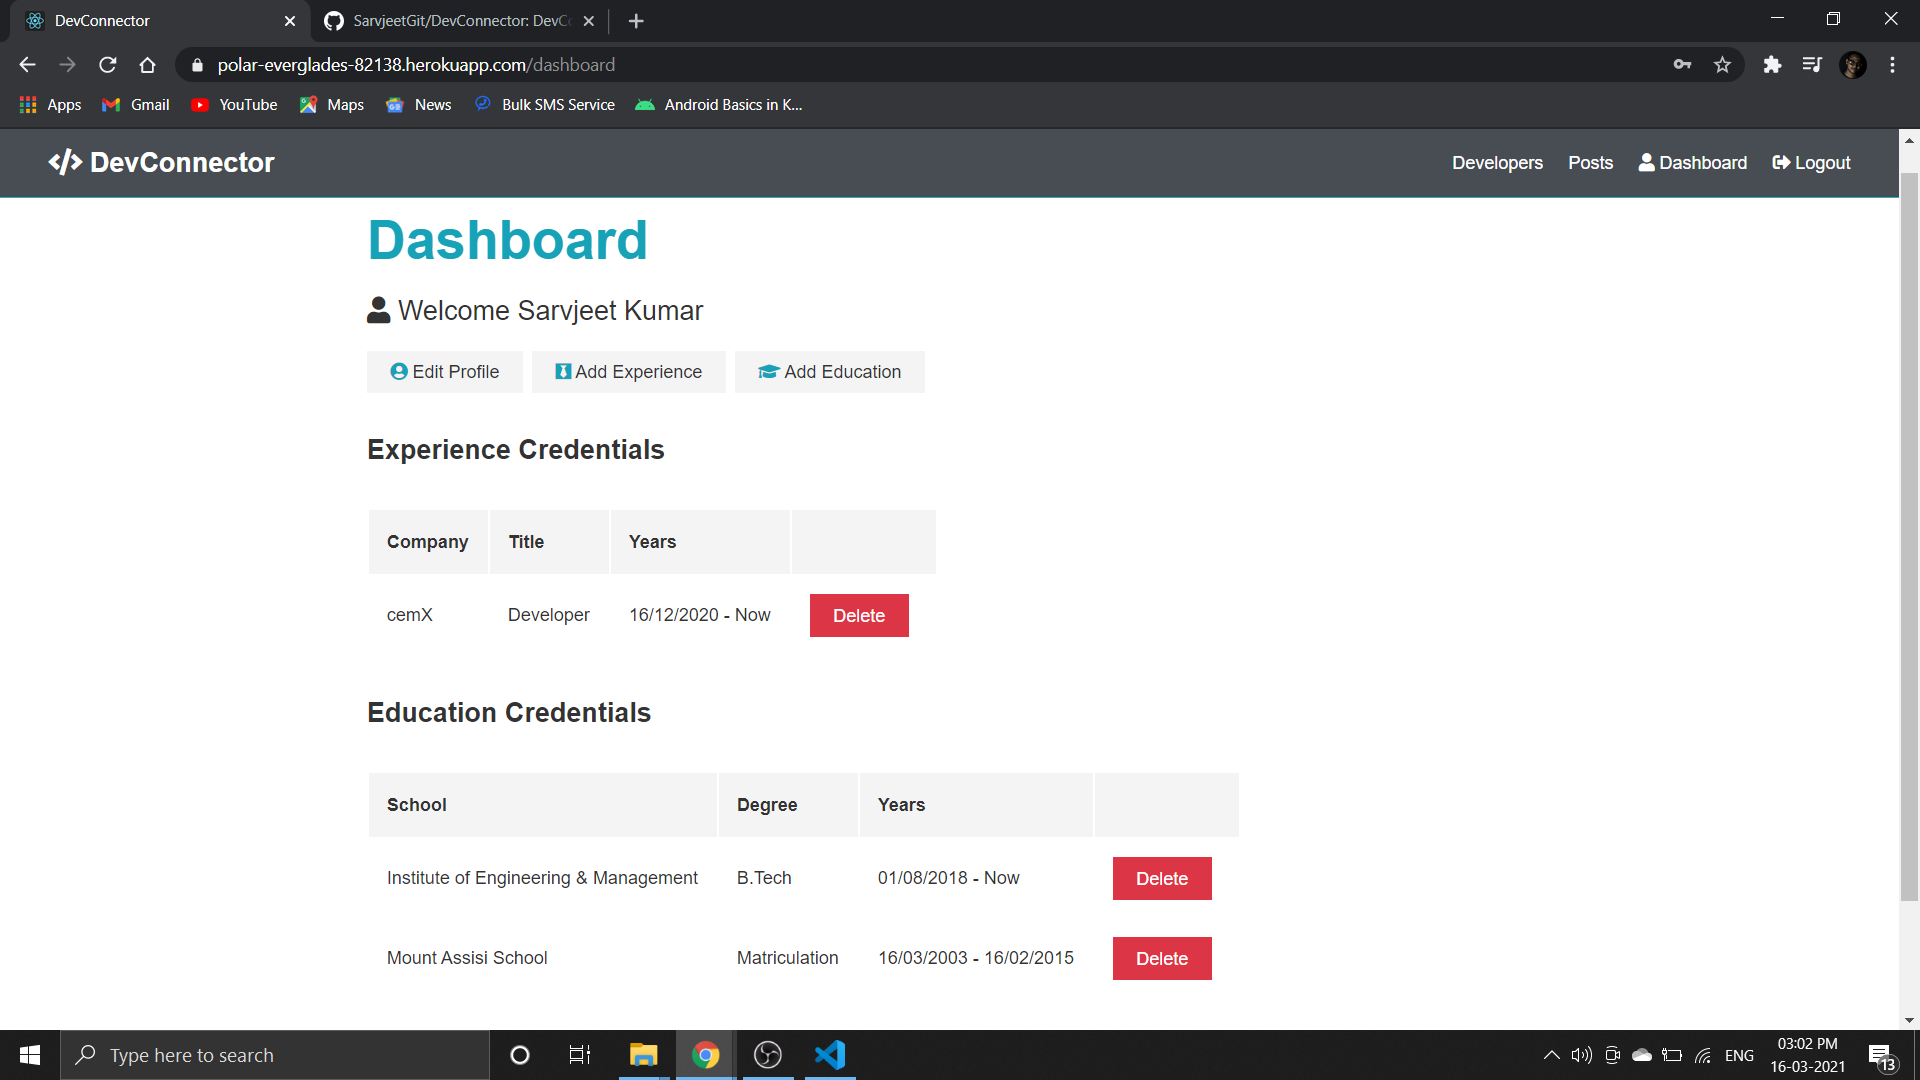 DevConnector
SarvjeetGit/DevConnector: DevC
polar-everglades-82138.herokuapp.com/dashboard
Apps Gmail YouTube Maps News Bulk SMS Service Android Basics in K...
DevConnector
Developers Posts Dashboard Logout
Dashboard
Welcome Sarvjeet Kumar
Edit Profile Add Experience Add Education
Experience Credentials
Company Title Years
cemX Developer 16/12/2020 - Now Delete
Education Credentials
School Degree Years
Institute of Engineering & Management B.Tech 01/08/2018 - Now Delete
Mount Assisi School Matriculation 16/03/2003 - 16/02/2015 Delete
Type here to search
ENG
03:02 PM
16-03-2021
13